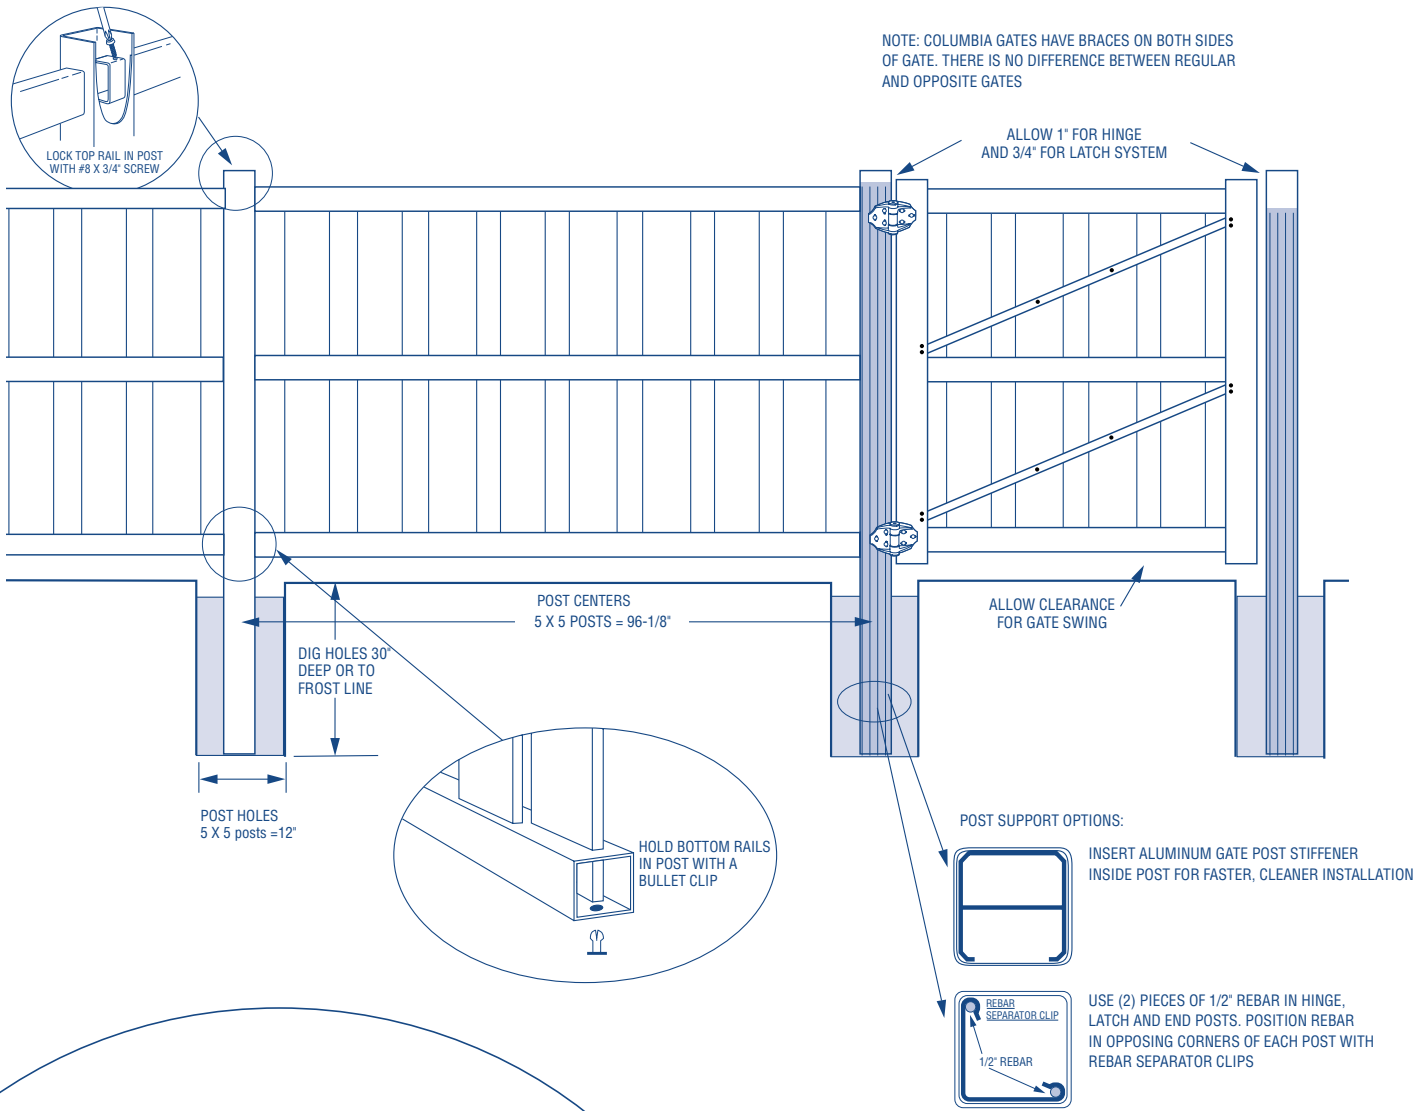 NOTE: COLUMBIA GATES HAVE BRACES ON BOTH SIDES
OF GATE. THERE IS NO DIFFERENCE BETWEEN REGULAR
AND OPPOSITE GATES
LOCK TOP RAIL IN POST
WITH #8 X 3/4" SCREW
ALLOW 1" FOR HINGE
AND 3/4" FOR LATCH SYSTEM
POST CENTERS
5 X 5 POSTS = 96-1/8"
ALLOW CLEARANCE
FOR GATE SWING
DIG HOLES 30"
DEEP OR TO
FROST LINE
POST HOLES
5 X 5 posts =12"
HOLD BOTTOM RAILS
IN POST WITH A
BULLET CLIP
POST SUPPORT OPTIONS:
INSERT ALUMINUM GATE POST STIFFENER
INSIDE POST FOR FASTER, CLEANER INSTALLATION
REBAR
SEPARATOR CLIP
1/2" REBAR
USE (2) PIECES OF 1/2" REBAR IN HINGE,
LATCH AND END POSTS. POSITION REBAR
IN OPPOSING CORNERS OF EACH POST WITH
REBAR SEPARATOR CLIPS